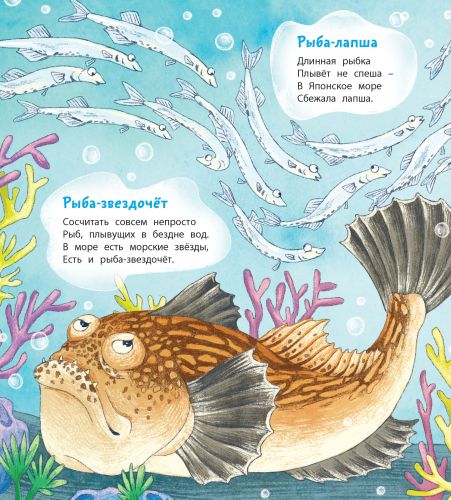 Рыба-лапша
Длинная рыбка
Плывёт не спеша –
В Японское море
Сбежала лапша.
Рыба-звездочёт
Сосчитать совсем непросто
Рыб, плывущих в бездне вод.
В море есть морские звёзды,
Есть и рыба-звездочёт.